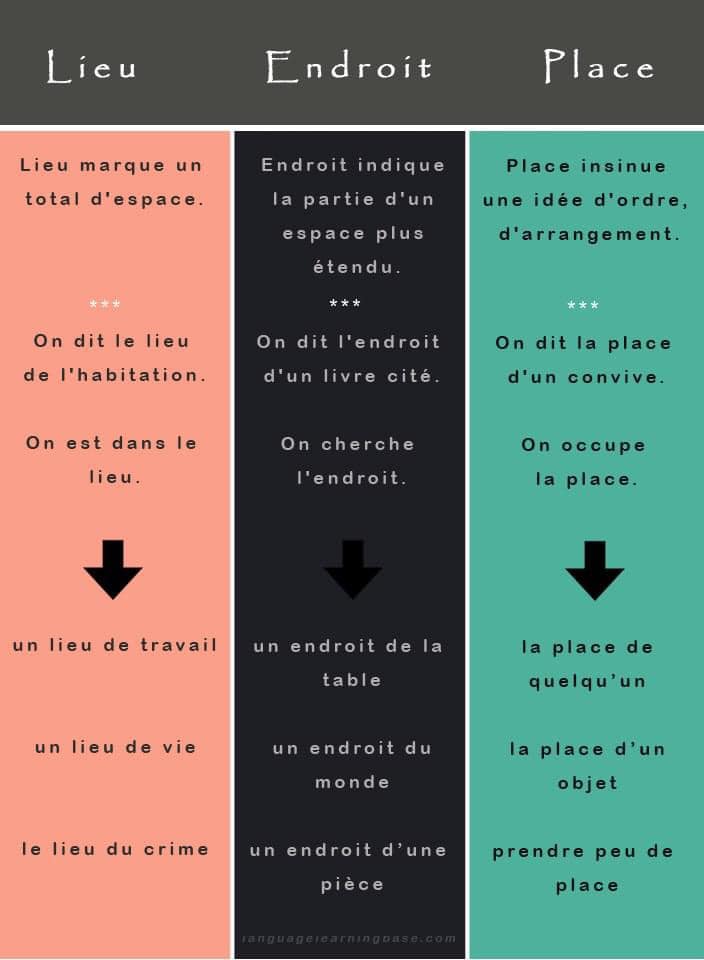 Lieu
Endroit
Place
Lieu marque un
total d'espace.
***
On dit le lieu
de l'habitation.
On est dans le
lieu.
un lieu de travail
un lieu de vie
le lieu du crime
Endroit indique
la partie d'un
espace plus
étendu.
***
On dit l'endroit
d'un livre cité.
On cherche
l'endroit.
un endroit de la
table
un endroit du
monde
un endroit d’une
pièce
languagelearningbase.com
Place insinue
une idée d'ordre,
d'arrangement.
***
On dit la place
d'un convive.
On occupe
la place.
la place de
quelqu’un
la place d’un
objet
prendre peu de
place